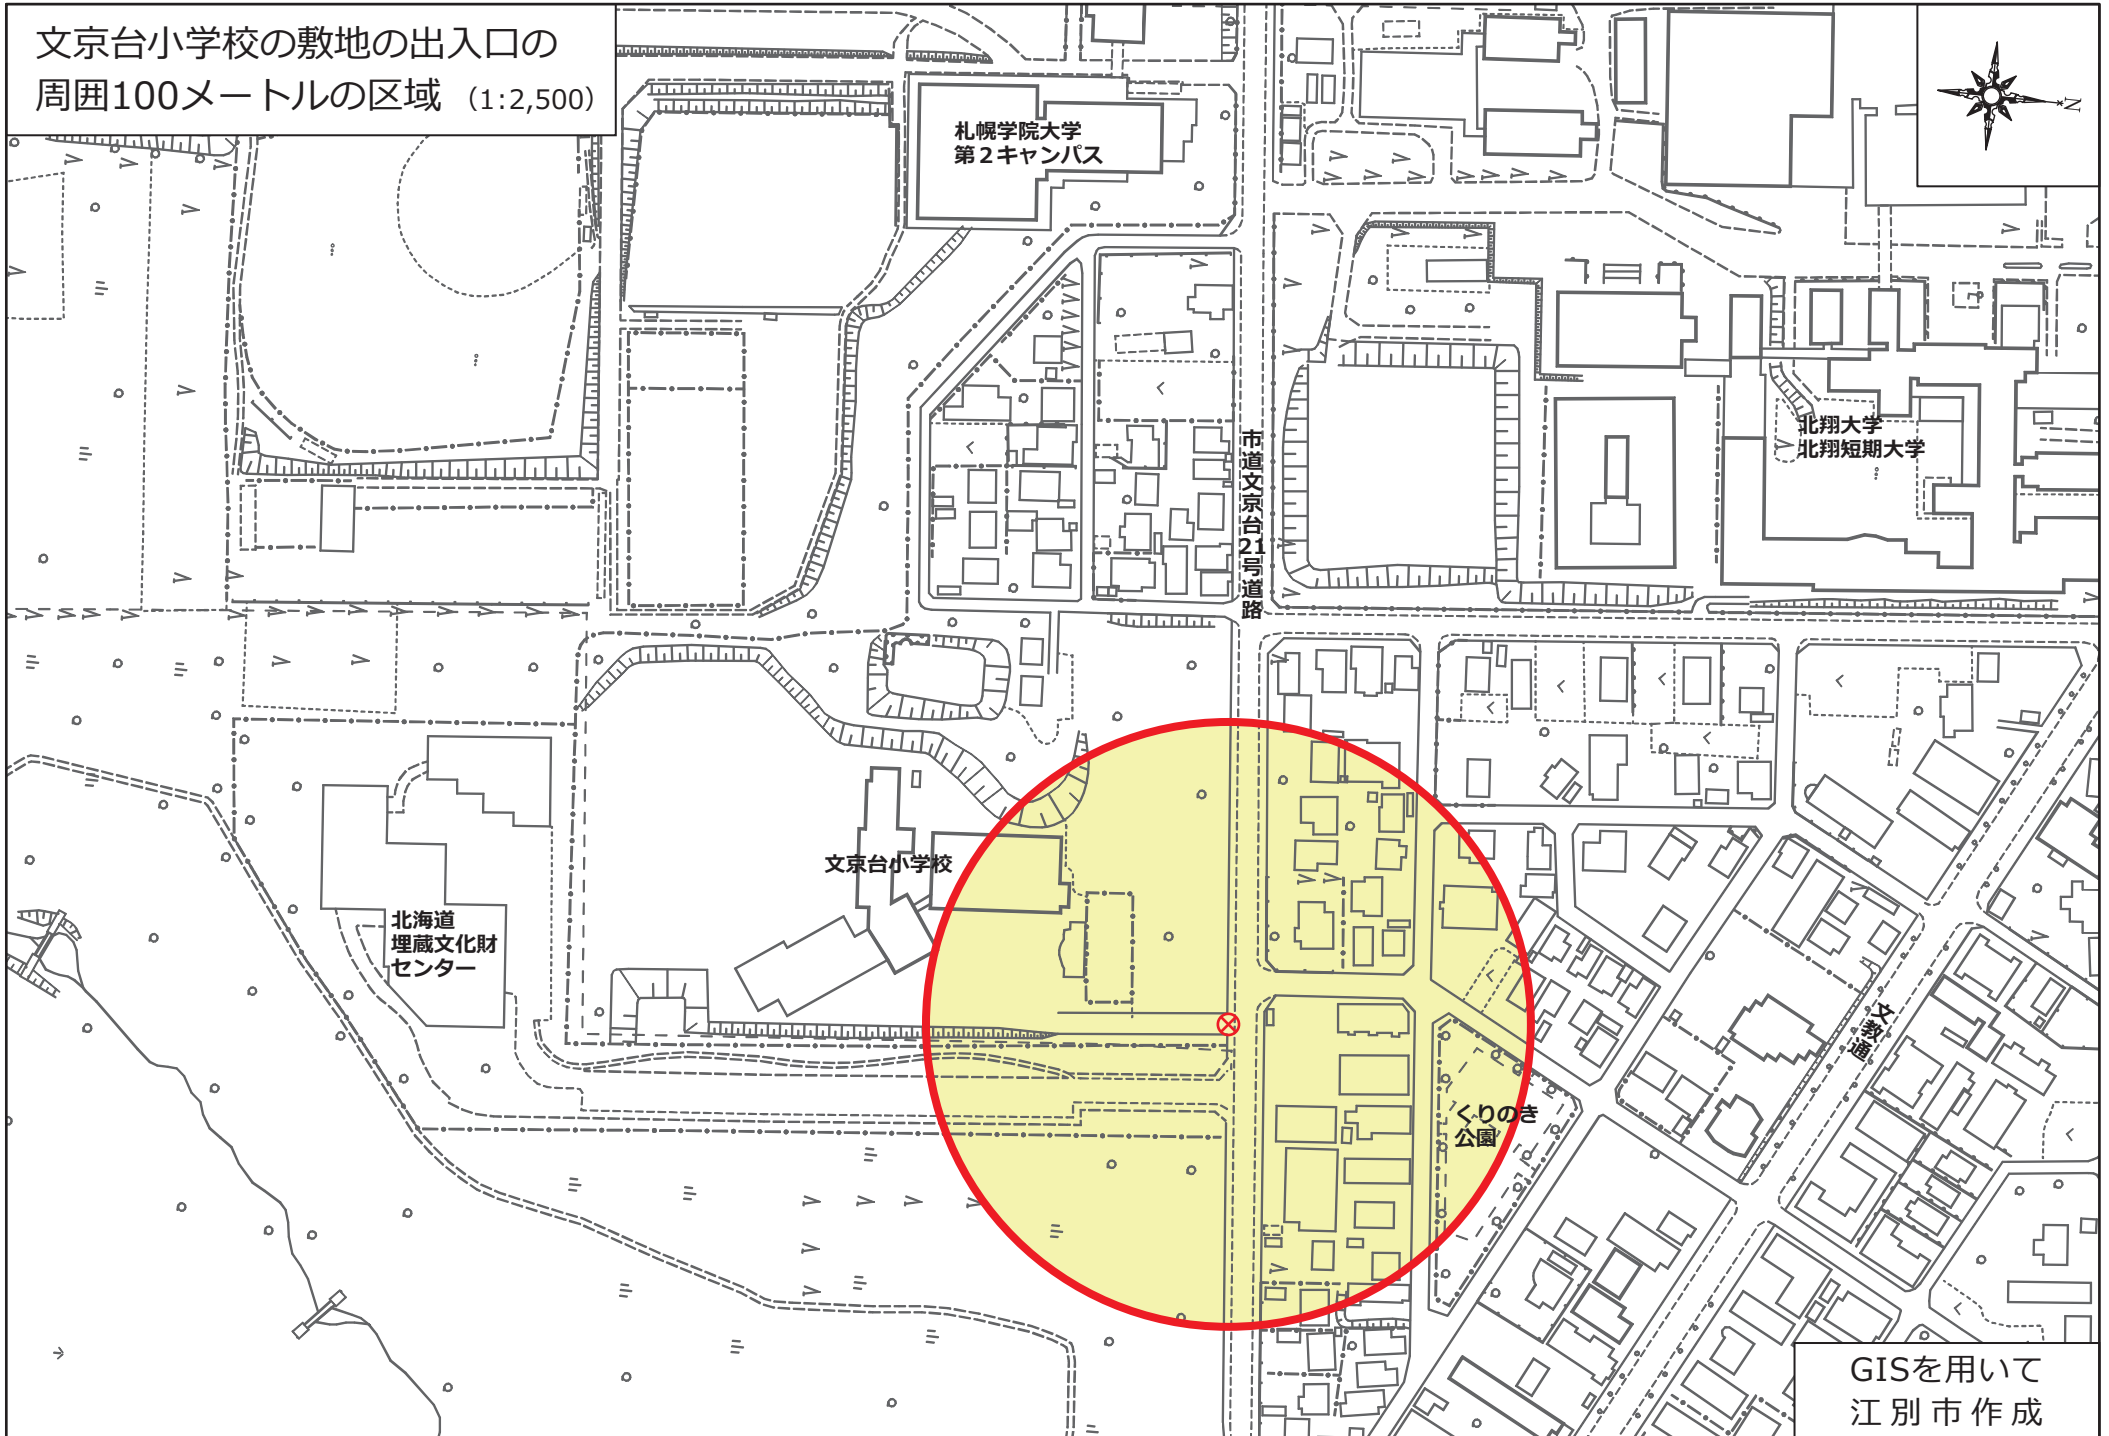 文京台小学校の敷地の出入口の
周囲100メートルの区域 （1:2,500）
N
札幌学院大学
第2キャンパス
市道文京台21号道路
北翔大学
北翔短期大学
文京台小学校
北海道
埋蔵文化財
センター
文教通
くりのき
公園
GISを用いて
江別市作成